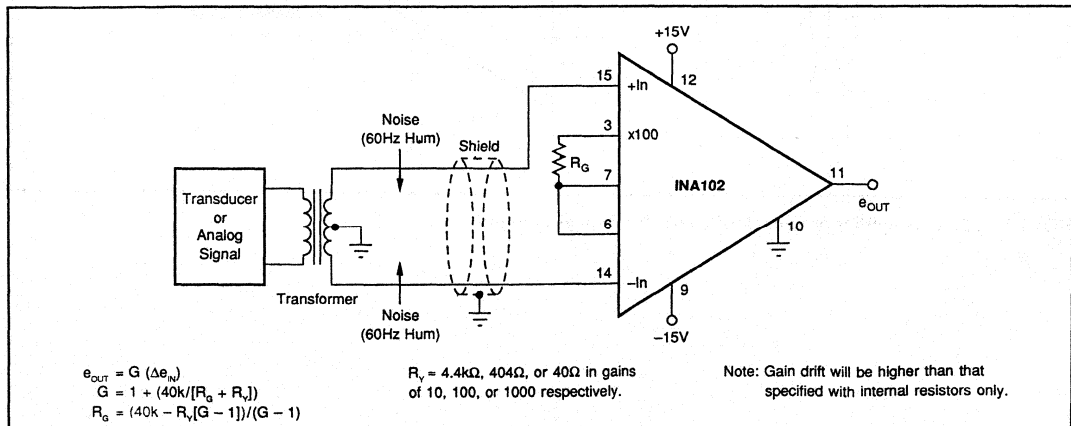 +15V
12
15
+In
Noise
(60Hz Hum)
3
x100
Shield
R_G
7
INA102
11
e_OUT
Transducer
or
Analog
Signal
6
10
14
–In
Transformer
9
Noise
(60Hz Hum)
–15V
e_OUT = G (Δe_IN)
G = 1 + (40k/[R_G + R_Y])
R_G = (40k – R_Y[G – 1])/(G – 1)
R_Y = 4.4kΩ, 404Ω, or 40Ω in gains
of 10, 100, or 1000 respectively.
Note: Gain drift will be higher than that
specified with internal resistors only.